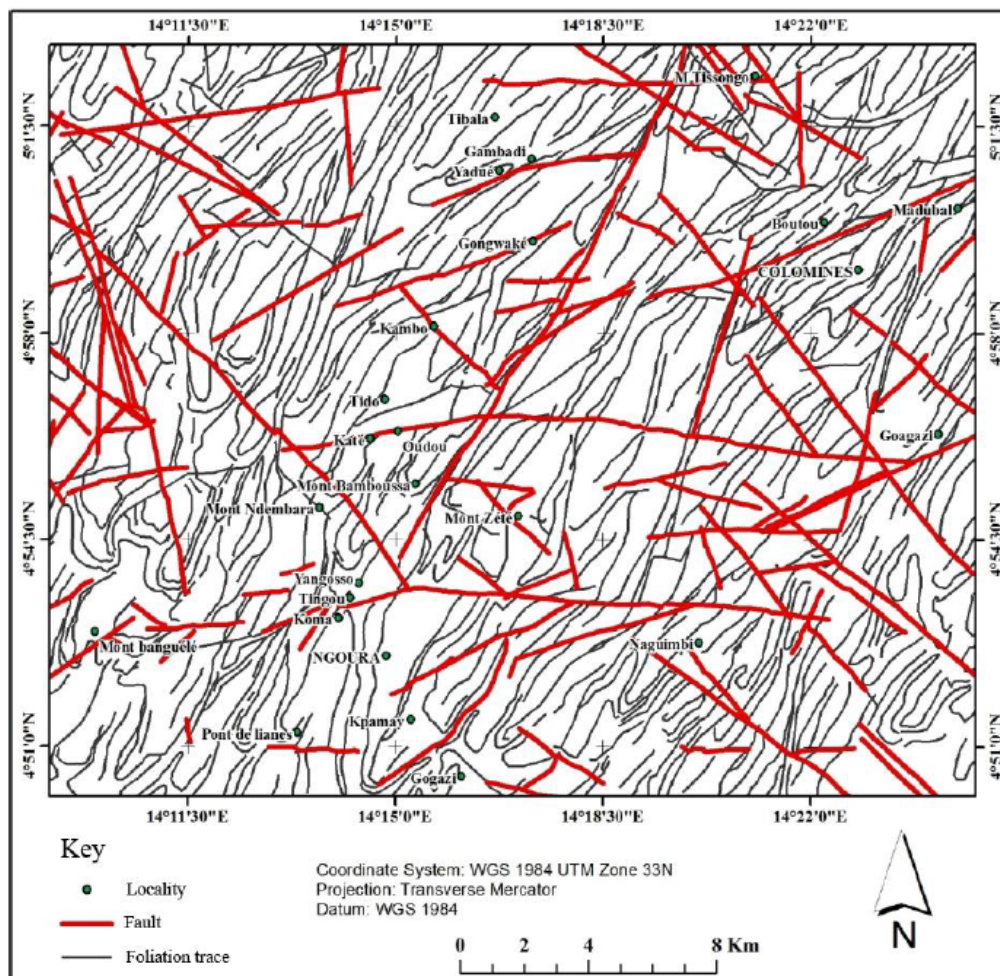 14°11'30"E 14°15'0"E 14°18'30"E 14°22'0"E
M.Tissongo
Tibala
5°1'30"N 5°1'30"N
Gambadi
Yadué
Madubal
Boutou
Gongwaké
COLOMINES
Kambo
4°58'0"N 4°58'0"N
Tido
Katé
Oudou
Goagazi
Mont Bamboussa
Mont Ndembara
Mont Zété
4°54'30"N 4°54'30"N
Yangosso
Tingou
Koma
Mont banguélé
Naguimbi
NGOURA
Kpamay
Pont de lianes
4°51'0"N 4°51'0"N
Gogazi
14°11'30"E 14°15'0"E 14°18'30"E 14°22'0"E
Key
Locality
Fault
Foliation trace
Coordinate System: WGS 1984 UTM Zone 33N
Projection: Transverse Mercator
Datum: WGS 1984
0 2 4 8 Km
N